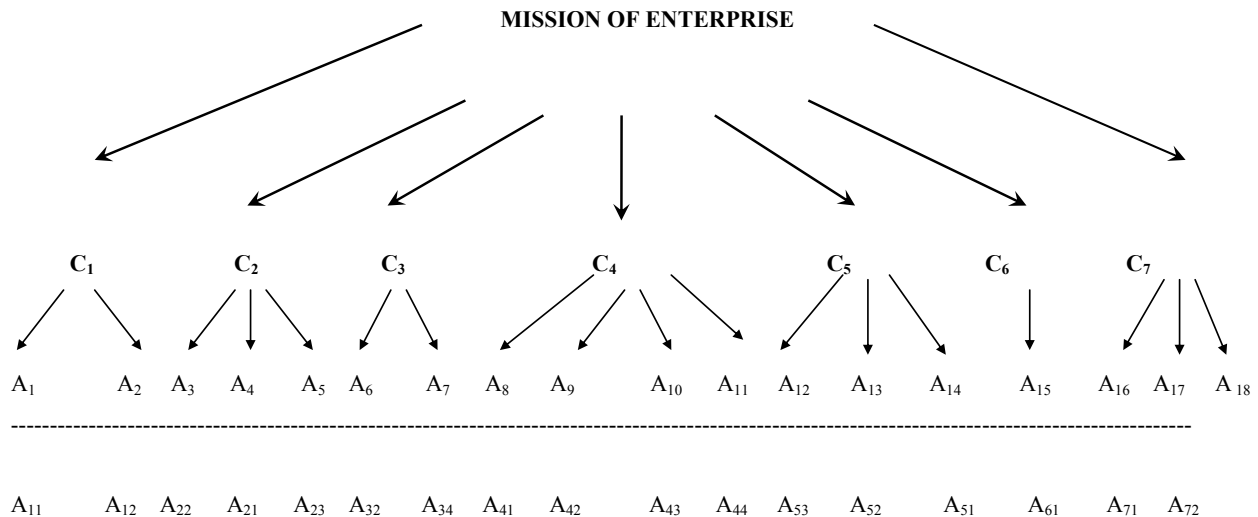 MISSION OF ENTERPRISE
C₁ C₂ C₃ C₄ C₅ C₆ C₇
A₁ A₂ A₃ A₄ A₅ A₆ A₇ A₈ A₉ A₁₀ A₁₁ A₁₂ A₁₃ A₁₄ A₁₅ A₁₆ A₁₇ A ₁₈
A₁₁ A₁₂ A₂₂ A₂₁ A₂₃ A₃₂ A₃₄ A₄₁ A₄₂ A₄₃ A₄₄ A₅₃ A₅₂ A₅₁ A₆₁ A₇₁ A₇₂